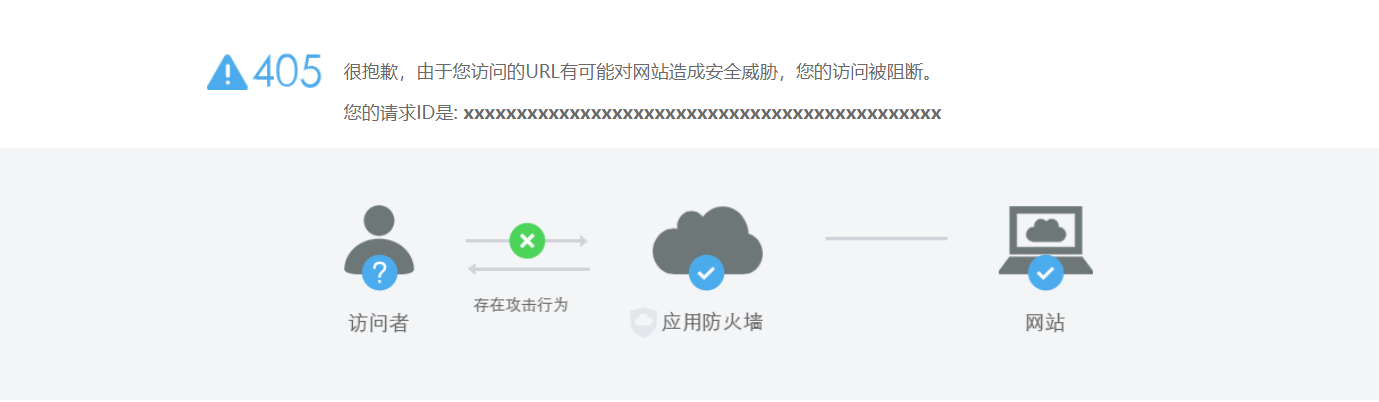 405
很抱歉，由于您访问的URL有可能对网站造成安全威胁，您的访问被阻断。
您的请求ID是: xxxxxxxxxxxxxxxxxxxxxxxxxxxxxxxxxxxxxxxxxxxxx
存在攻击行为
访问者
应用防火墙
网站